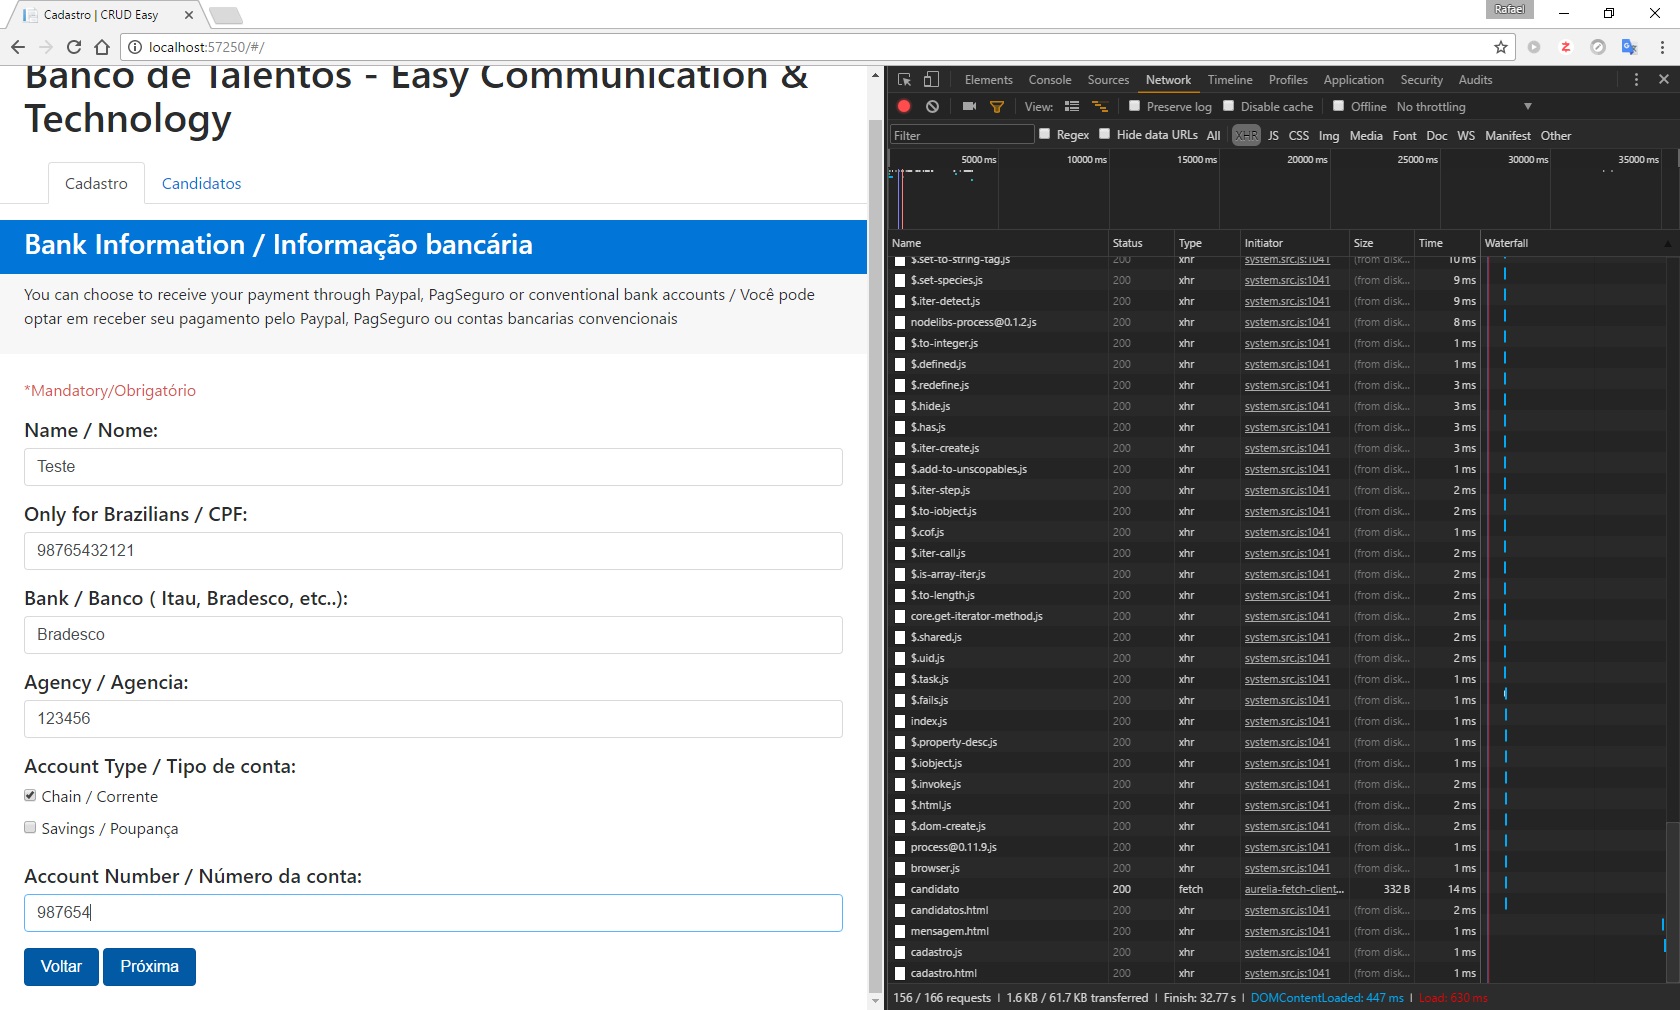 Cadastro | CRUD Easy
Rafael
localhost:57250/#/
Banco de Talentos - Easy Communication &
Technology
Cadastro Candidatos
Bank Information / Informação bancária
You can choose to receive your payment through Paypal, PagSeguro or conventional bank accounts / Você pode
optar em receber seu pagamento pelo Paypal, PagSeguro ou contas bancarias convencionais
*Mandatory/Obrigatório
Name / Nome:
Teste
Only for Brazilians / CPF:
98765432121
Bank / Banco ( Itau, Bradesco, etc..):
Bradesco
Agency / Agencia:
123456
Account Type / Tipo de conta:
Chain / Corrente
Savings / Poupança
Account Number / Número da conta:
987654
Voltar Próxima
Elements Console Sources Network Timeline Profiles Application Security Audits
View: Preserve log Disable cache Offline No throttling
Filter Regex Hide data URLs All XHR JS CSS Img Media Font Doc WS Manifest Other
5000 ms 10000 ms 15000 ms 20000 ms 25000 ms 30000 ms 35000 ms
Name Status Type Initiator Size Time Waterfall
$.set-to-string-tag.js 200 xhr system.src.js:1041 (from disk... 10 ms
$.set-species.js 200 xhr system.src.js:1041 (from disk... 9 ms
$.iter-detect.js 200 xhr system.src.js:1041 (from disk... 9 ms
nodelibs-process@0.1.2.js 200 xhr system.src.js:1041 (from disk... 8 ms
$.to-integer.js 200 xhr system.src.js:1041 (from disk... 1 ms
$.defined.js 200 xhr system.src.js:1041 (from disk... 1 ms
$.redefine.js 200 xhr system.src.js:1041 (from disk... 3 ms
$.hide.js 200 xhr system.src.js:1041 (from disk... 3 ms
$.has.js 200 xhr system.src.js:1041 (from disk... 3 ms
$.iter-create.js 200 xhr system.src.js:1041 (from disk... 3 ms
$.add-to-unscopables.js 200 xhr system.src.js:1041 (from disk... 1 ms
$.iter-step.js 200 xhr system.src.js:1041 (from disk... 2 ms
$.to-iobject.js 200 xhr system.src.js:1041 (from disk... 2 ms
$.cof.js 200 xhr system.src.js:1041 (from disk... 1 ms
$.iter-call.js 200 xhr system.src.js:1041 (from disk... 2 ms
$.is-array-iter.js 200 xhr system.src.js:1041 (from disk... 2 ms
$.to-length.js 200 xhr system.src.js:1041 (from disk... 2 ms
core.get-iterator-method.js 200 xhr system.src.js:1041 (from disk... 2 ms
$.shared.js 200 xhr system.src.js:1041 (from disk... 2 ms
$.uid.js 200 xhr system.src.js:1041 (from disk... 2 ms
$.task.js 200 xhr system.src.js:1041 (from disk... 1 ms
$.fails.js 200 xhr system.src.js:1041 (from disk... 1 ms
index.js 200 xhr system.src.js:1041 (from disk... 1 ms
$.property-desc.js 200 xhr system.src.js:1041 (from disk... 1 ms
$.iobject.js 200 xhr system.src.js:1041 (from disk... 1 ms
$.invoke.js 200 xhr system.src.js:1041 (from disk... 2 ms
$.html.js 200 xhr system.src.js:1041 (from disk... 2 ms
$.dom-create.js 200 xhr system.src.js:1041 (from disk... 2 ms
process@0.11.9.js 200 xhr system.src.js:1041 (from disk... 1 ms
browser.js 200 xhr system.src.js:1041 (from disk... 1 ms
candidato 200 fetch aurelia-fetch-client... 332 B 14 ms
candidatos.html 200 xhr system.src.js:1041 (from disk... 2 ms
mensagem.html 200 xhr system.src.js:1041 (from disk... 1 ms
cadastro.js 200 xhr system.src.js:1041 (from disk... 1 ms
cadastro.html 200 xhr system.src.js:1041 (from disk... 1 ms
156 / 166 requests | 1.6 KB / 61.7 KB transferred | Finish: 32.77 s | DOMContentLoaded: 447 ms | Load: 630 ms